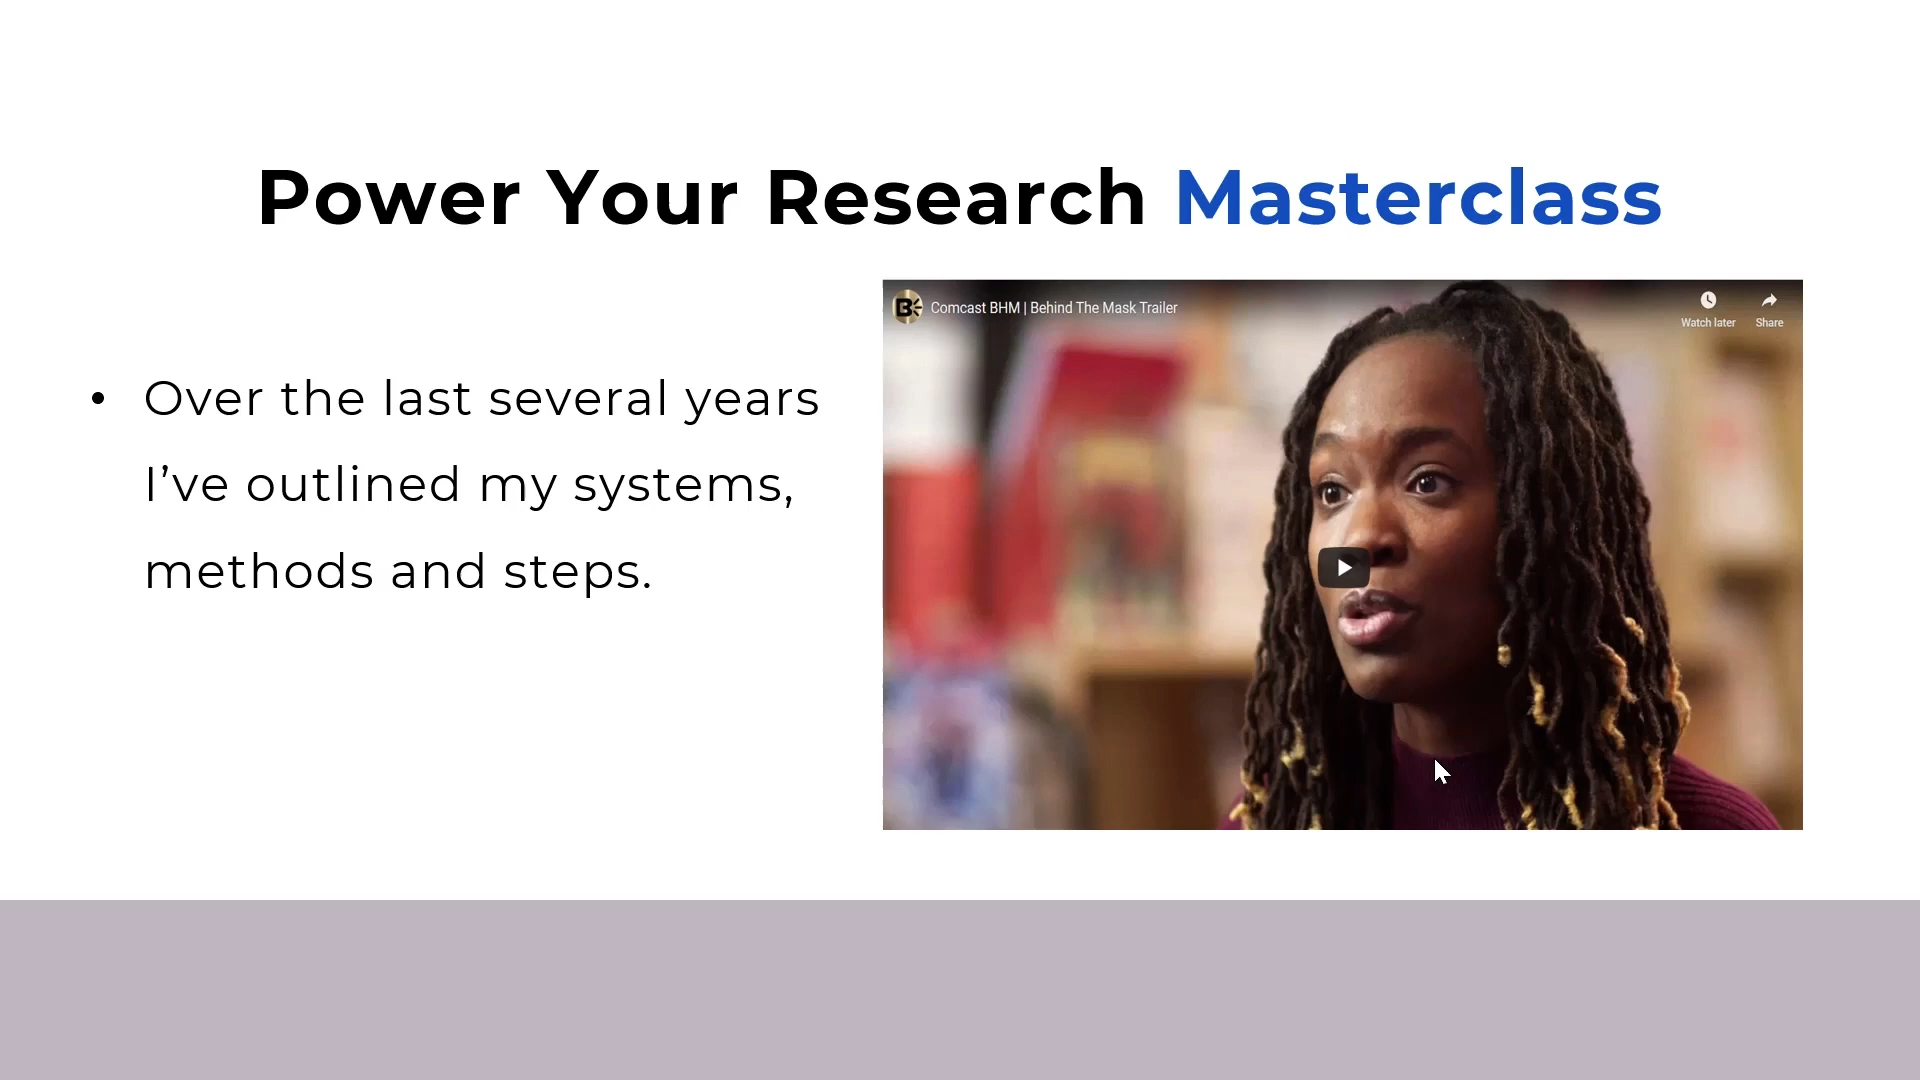 Power Your Research Masterclass
• Over the last several years
I’ve outlined my systems,
methods and steps.
B
Comcast BHM | Behind The Mask Trailer
Watch later
Share